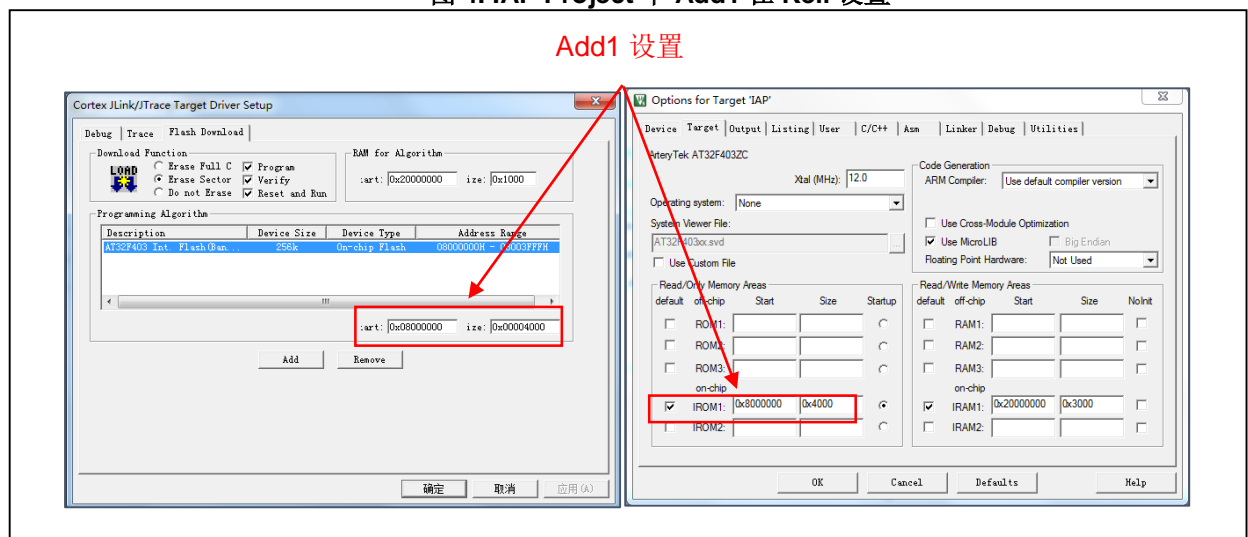 Add1 设置
Cortex JLink/JTrace Target Driver Setup
Debug Trace Flash Download
Download Function
LOAD
Erase Full C
Program
Erase Sector
Verify
Do not Erase
Reset and Run
RAM for Algorithm
:art: 0x20000000 ize: 0x1000
Programming Algorithm
Description Device Size Device Type Address Range
AT32F403 Int. Flash(Ban... 256k On-chip Flash 08000000H - 08003FFFH
:art: 0x08000000 ize: 0x00004000
Add Remove
确定 取消 应用(A)
Options for Target 'IAP'
Device Target Output Listing User C/C++ Asm Linker Debug Utilities
ArteryTek AT32F403ZC
Xtal (MHz): 12.0
Operating system: None
System Viewer File:
AT32F403xx.svd
...
Use Custom File
Code Generation
ARM Compiler: Use default compiler version
Use Cross-Module Optimization
Use MicroLIB Big Endian
Floating Point Hardware: Not Used
Read/Only Memory Areas
default off-chip Start Size Startup
ROM1:
ROM2:
ROM3:
on-chip
IROM1: 0x8000000 0x4000
IROM2:
Read/Write Memory Areas
default off-chip Start Size NoInit
RAM1:
RAM2:
RAM3:
on-chip
IRAM1: 0x20000000 0x3000
IRAM2:
OK Cancel Defaults Help